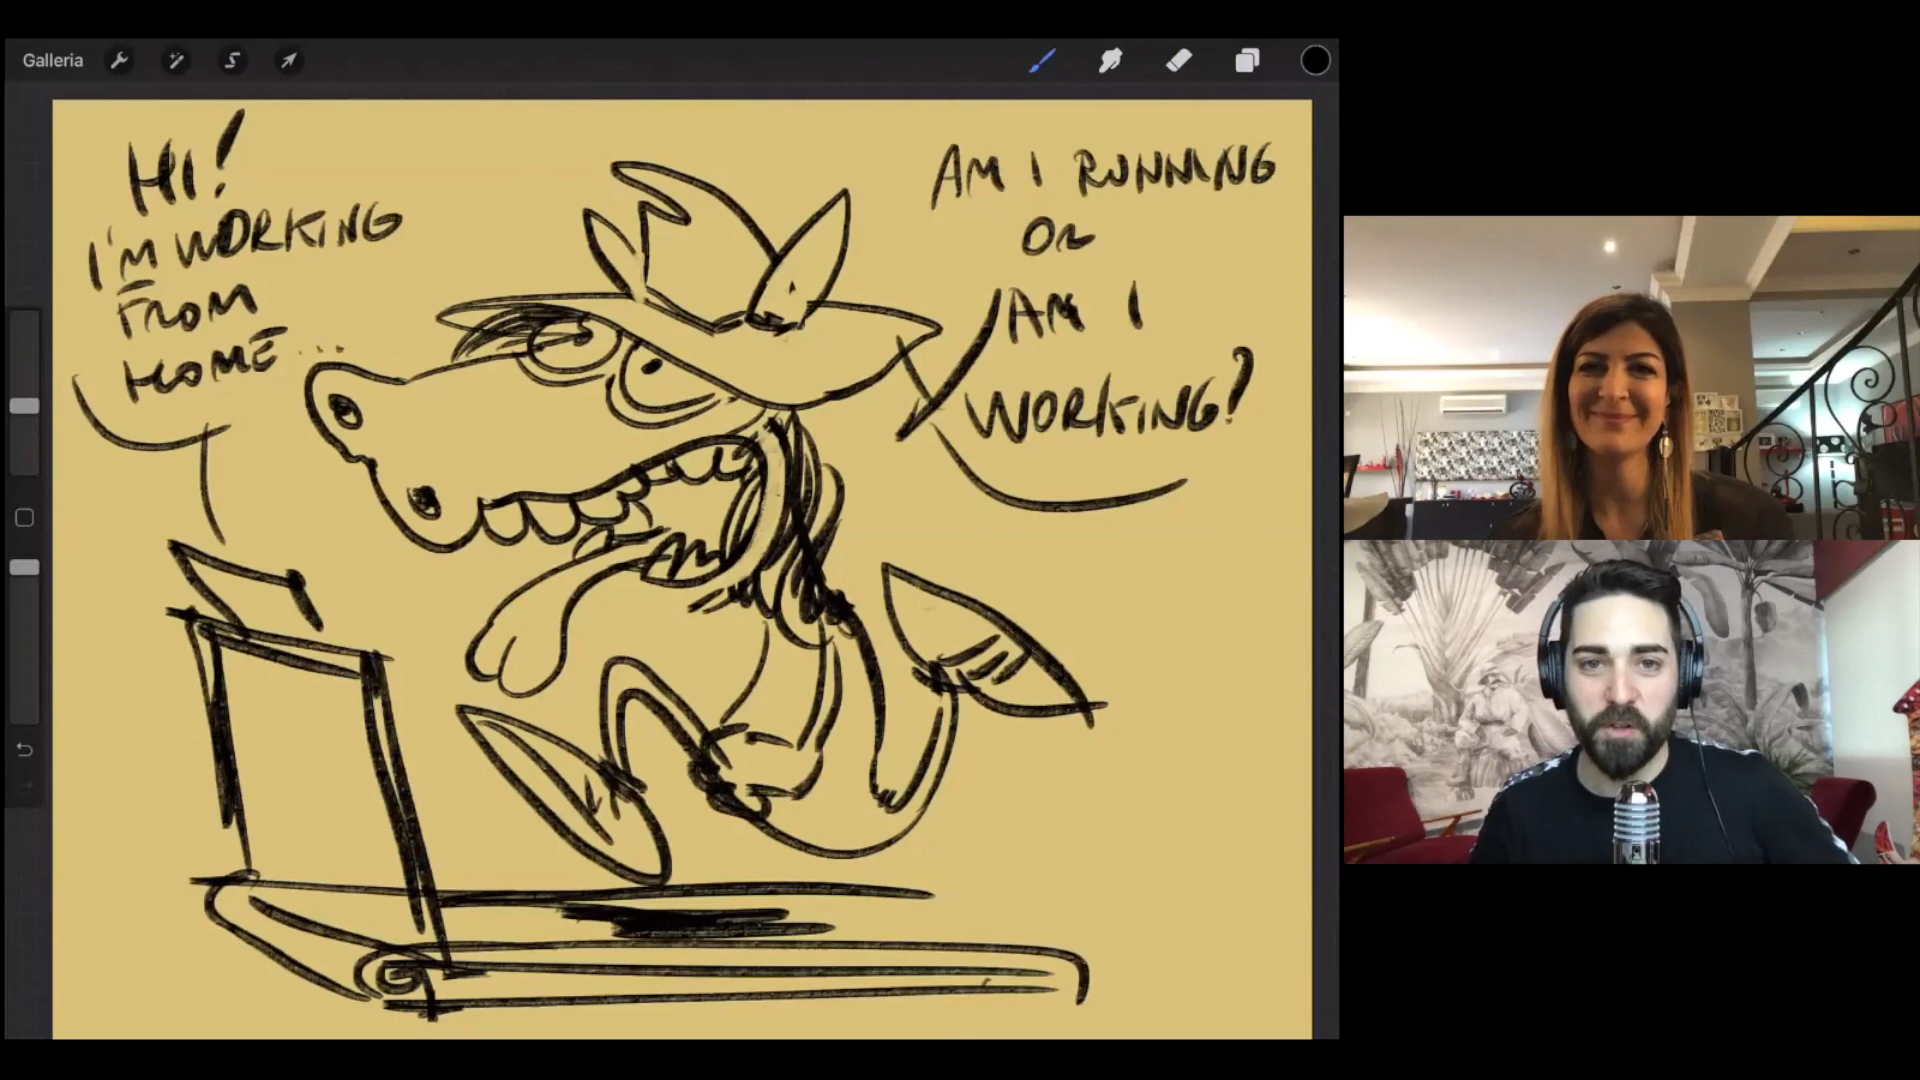 Galleria
HI!
I'M WORKING
FROM
HOME...
AM I RUNNING
OR
AM I
WORKING?